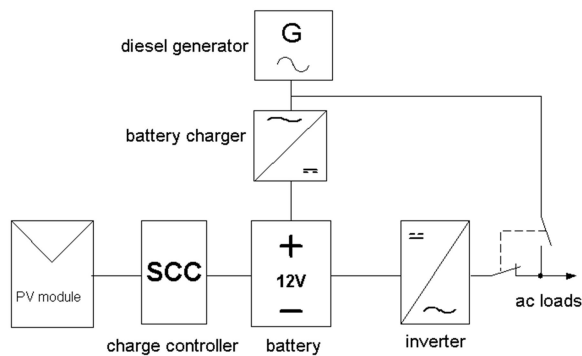 diesel generator
G
battery charger
PV module
SCC
12V
charge controller
battery
inverter
ac loads